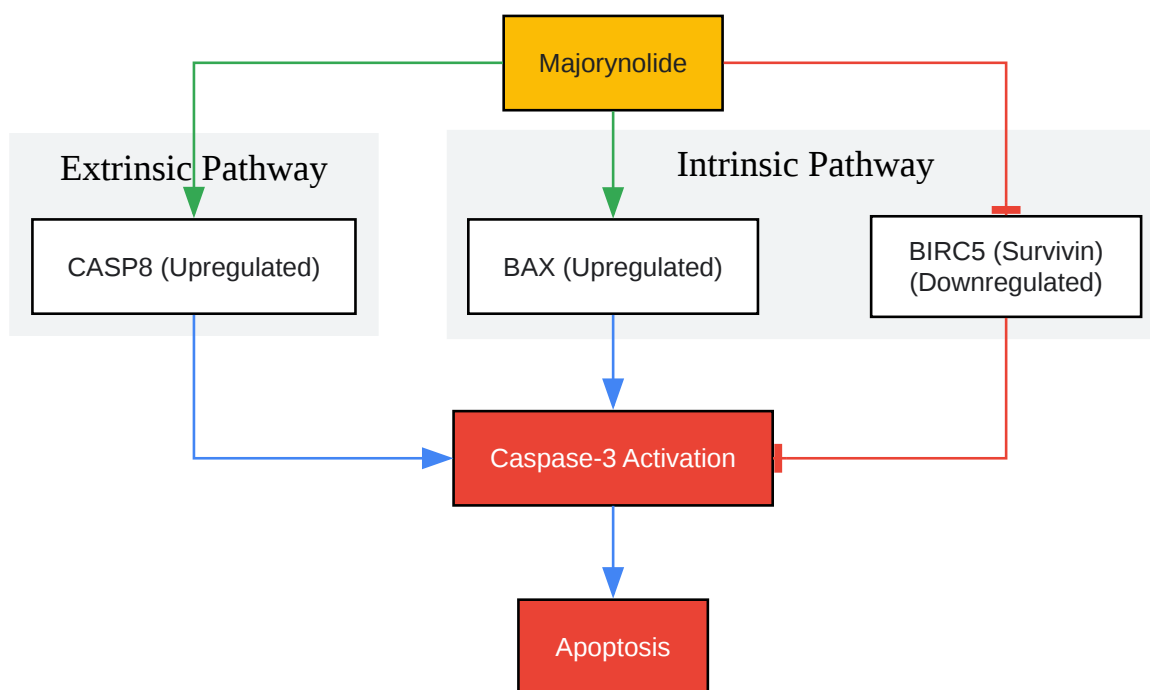 Majorynolide
Extrinsic Pathway
Intrinsic Pathway
CASP8 (Upregulated)
BAX (Upregulated)
BIRC5 (Survivin)
(Downregulated)
Caspase-3 Activation
Apoptosis